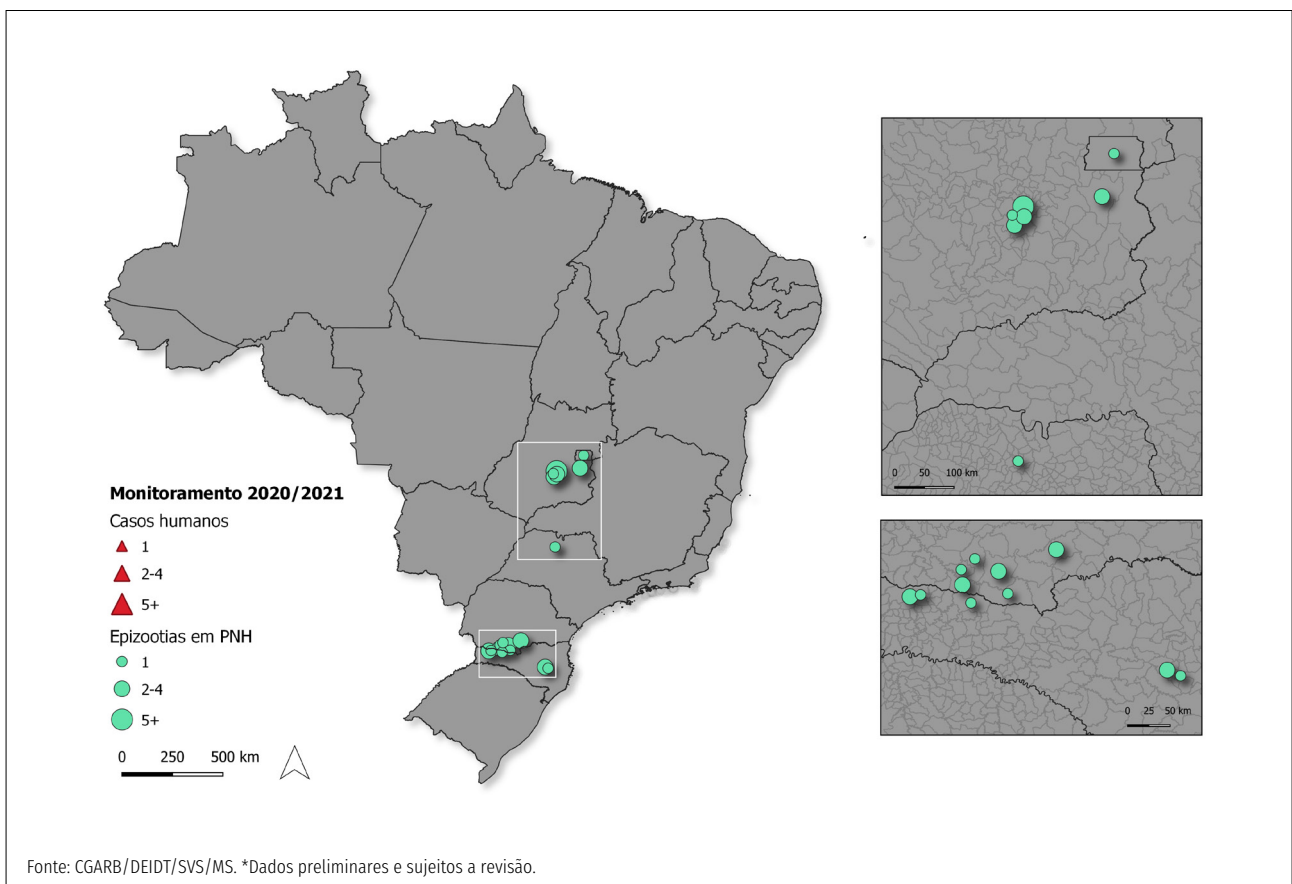 Monitoramento 2020/2021
Casos humanos
1
2-4
5+
Epizootias em PNH
1
2-4
5+
0 250 500 km
0 50 100 km
0 25 50 km
Fonte: CGARB/DEIDT/SVS/MS. *Dados preliminares e sujeitos a revisão.